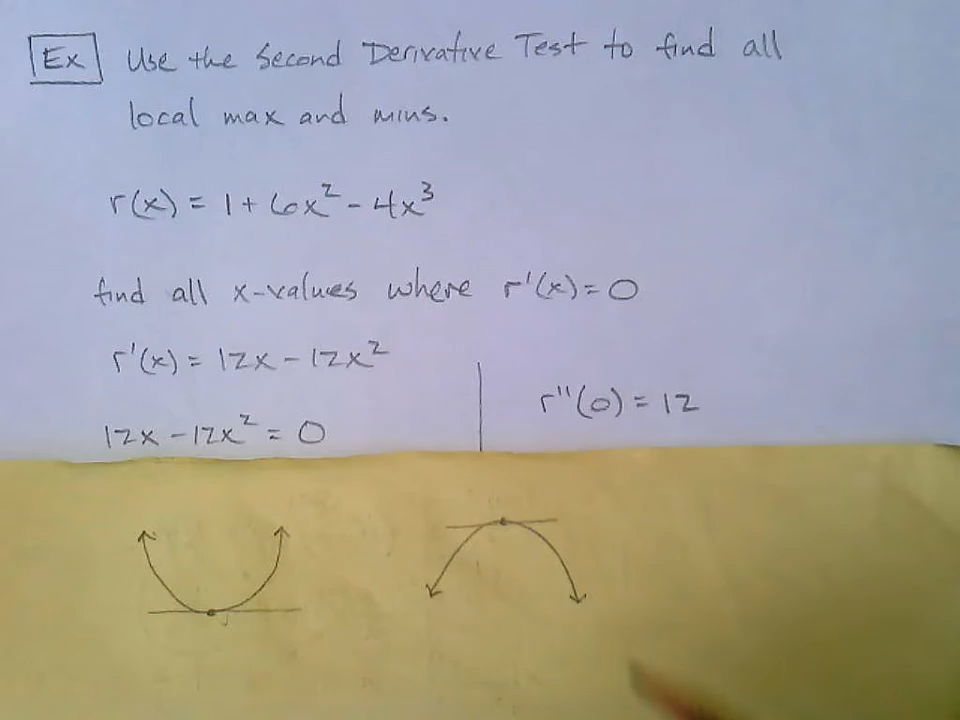 Ex Use the Second Derivative Test to find all
local max and mins.
r(x) = 1 + 6x² - 4x³
find all x-values where r'(x) = 0
r'(x) = 12x - 12x²
r''(0) = 12
12x - 12x² = 0